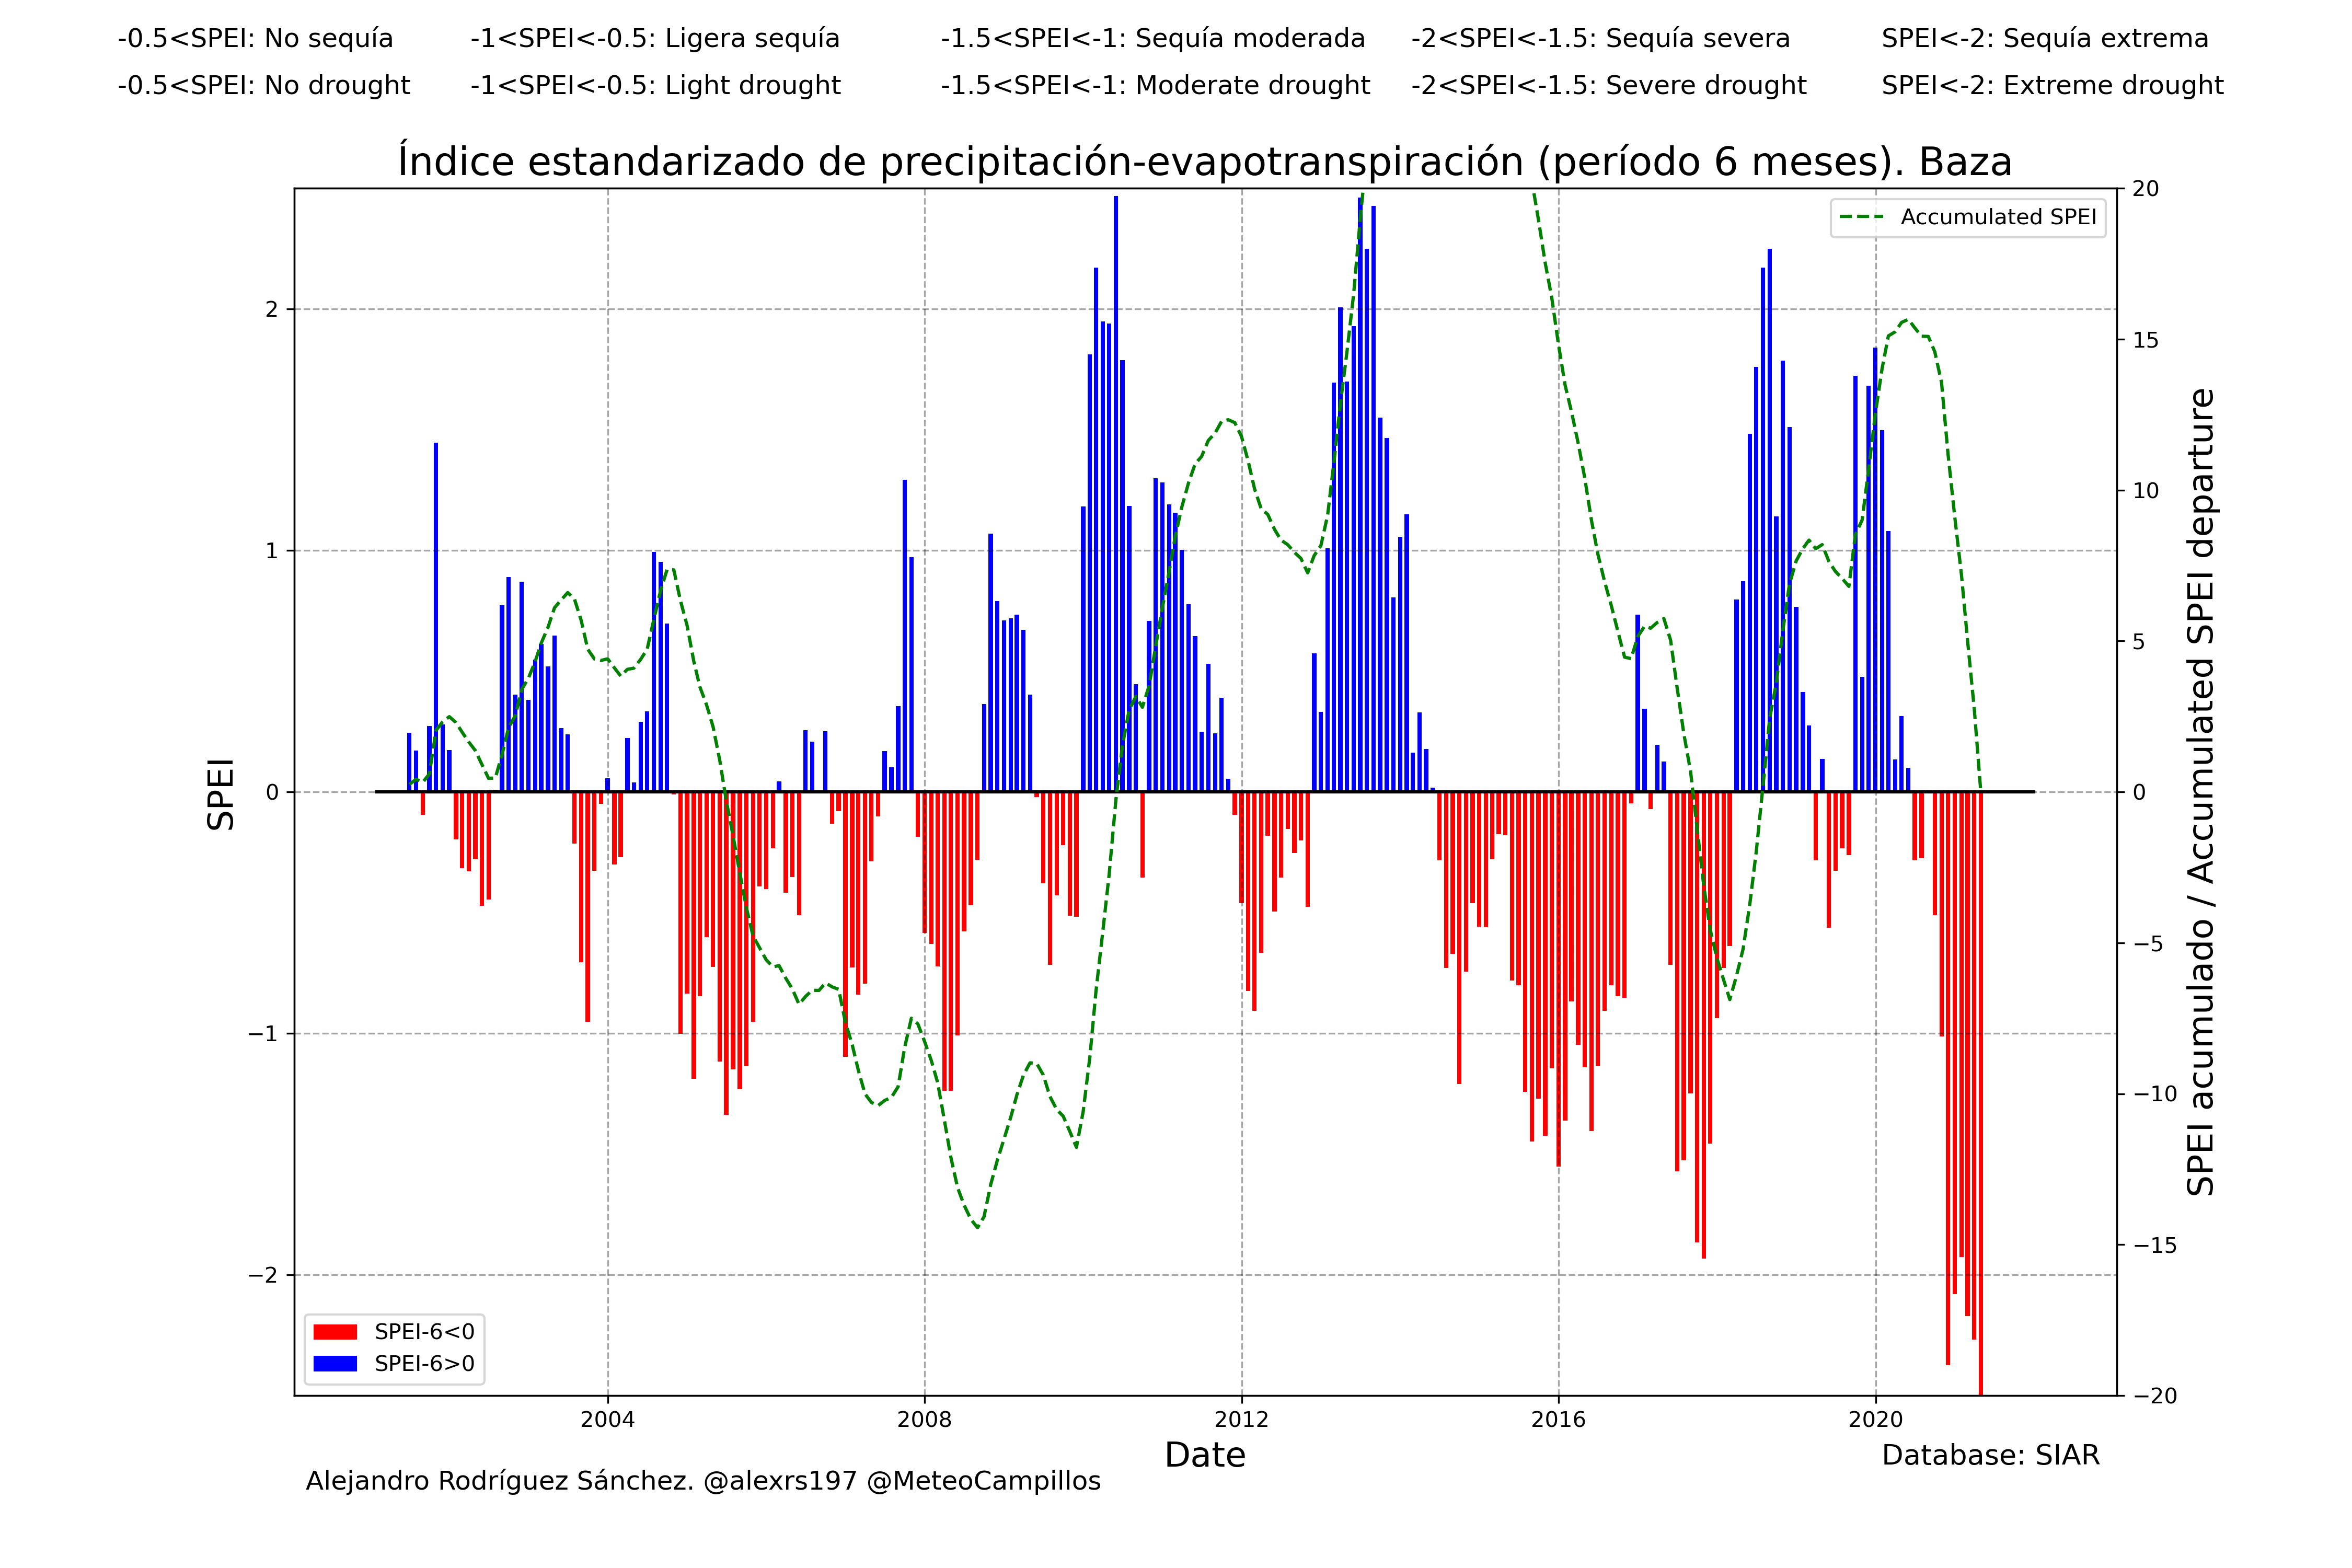 -0.5<SPEI: No sequía -1<SPEI<-0.5: Ligera sequía -1.5<SPEI<-1: Sequía moderada -2<SPEI<-1.5: Sequía severa SPEI<-2: Sequía extrema
-0.5<SPEI: No drought -1<SPEI<-0.5: Light drought -1.5<SPEI<-1: Moderate drought -2<SPEI<-1.5: Severe drought SPEI<-2: Extreme drought
Índice estandarizado de precipitación-evapotranspiración (período 6 meses). Baza
Accumulated SPEI
SPEI
2
1
0
−1
−2
20
15
10
5
0
−5
−10
−15
−20
SPEI acumulado / Accumulated SPEI departure
SPEI-6<0
SPEI-6>0
2004 2008 2012 2016 2020
Date
Database: SIAR
Alejandro Rodríguez Sánchez. @alexrs197 @MeteoCampillos